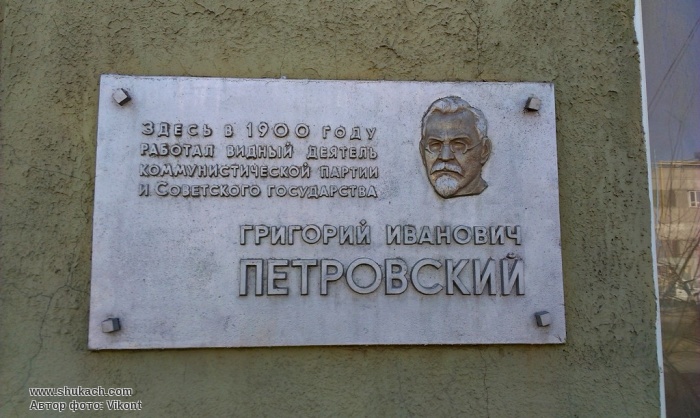 ЗДЕСЬ В 1900 ГОДУ
РАБОТАЛ ВИДНЫЙ ДЕЯТЕЛЬ
КОММУНИСТИЧЕСКОЙ ПАРТИИ
И СОВЕТСКОГО ГОСУДАРСТВА
ГРИГОРИЙ ИВАНОВИЧ
ПЕТРОВСКИЙ
www.shukach.com
Автор фото: Vikont